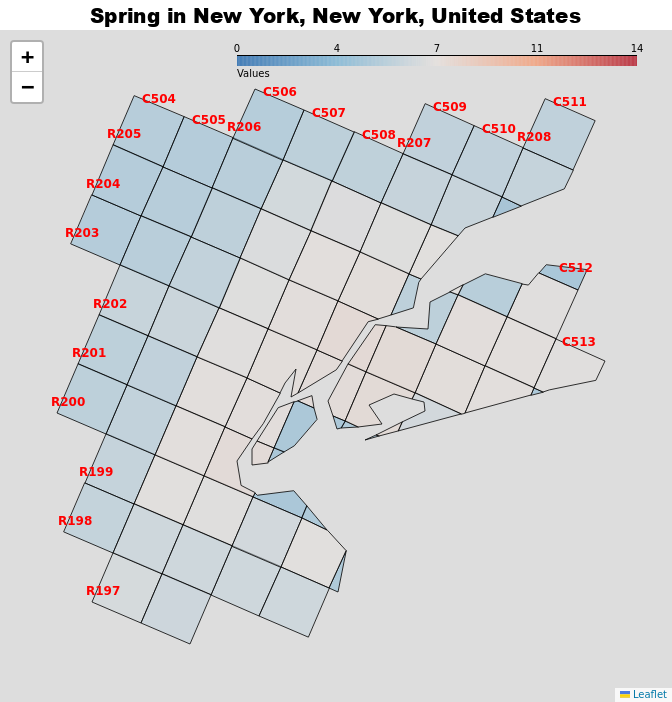 Spring in New York, New York, United States
+
−
0 4 7 11 14
Values
C504
C505
C506
C507
C508
C509
C510
C511
R205
R206
R207
R208
R204
R203
C512
R202
C513
R201
R200
R199
R198
R197
Leaflet